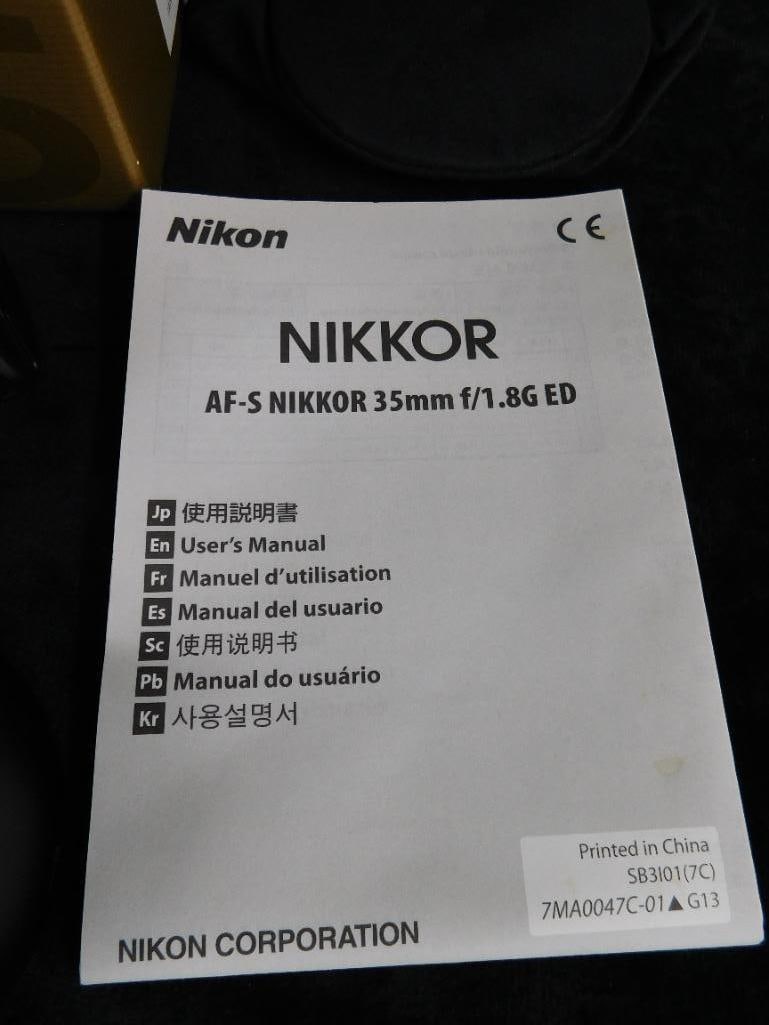 Nikon CE
NIKKOR
AF-S NIKKOR 35mm f/1.8G ED
Jp 使用説明書
En User's Manual
Fr Manuel d'utilisation
Es Manual del usuario
Sc 使用说明书
Pb Manual do usuário
Kr 사용설명서
Printed in China
SB3I01(7C)
7MA0047C-01▲G13
NIKON CORPORATION